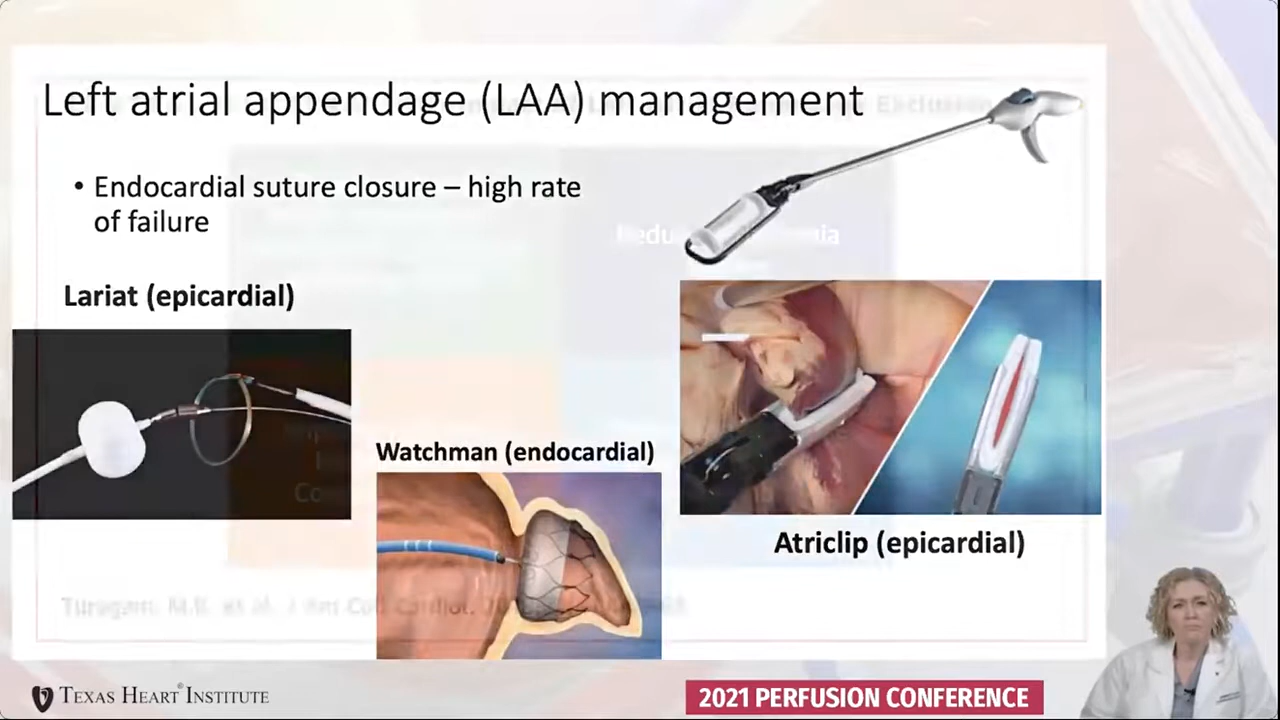 Left atrial appendage (LAA) management
• Endocardial suture closure – high rate
of failure
Lariat (epicardial)
Watchman (endocardial)
Atriclip (epicardial)
TEXAS HEART® INSTITUTE
2021 PERFUSION CONFERENCE